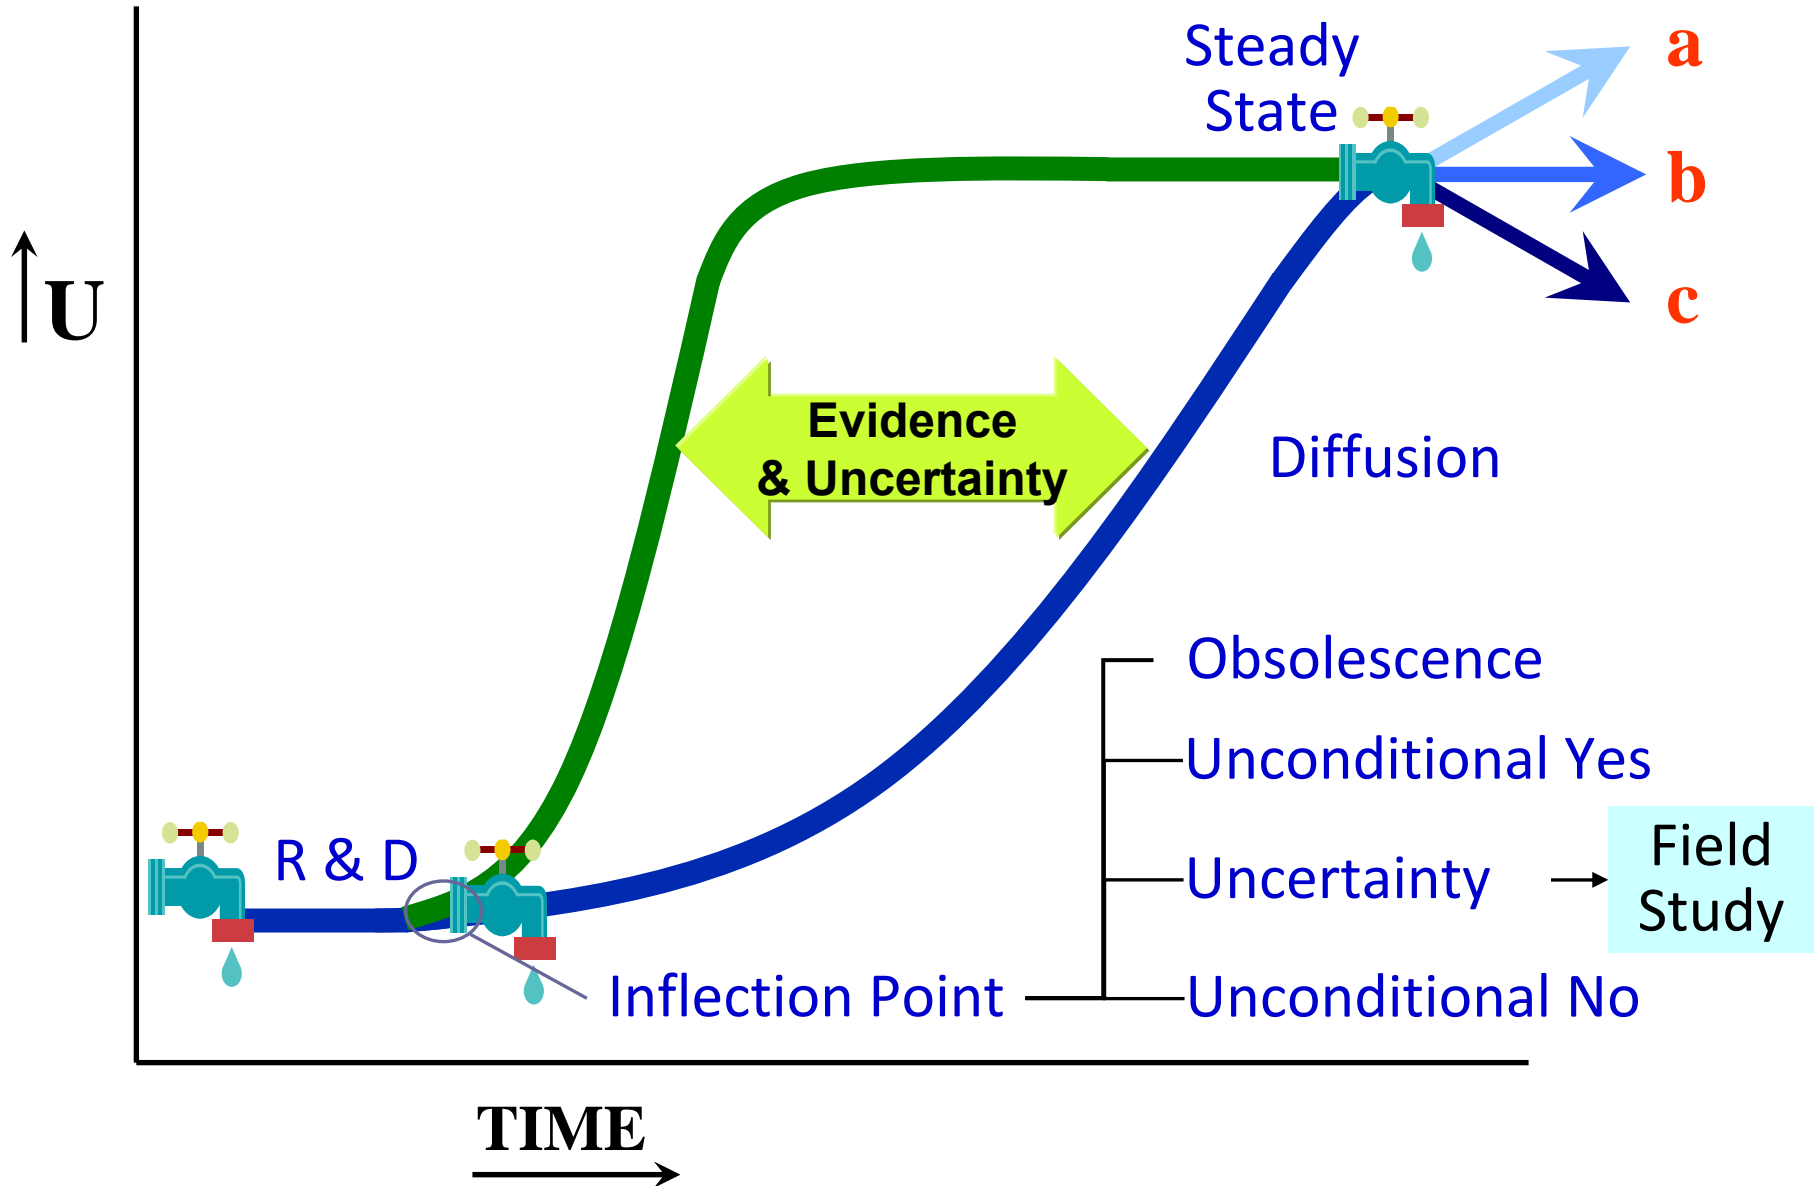 Steady
State
a
b
c
U
Evidence
& Uncertainty
Diffusion
Obsolescence
Unconditional Yes
R & D
Uncertainty
Field
Study
Inflection Point
Unconditional No
TIME